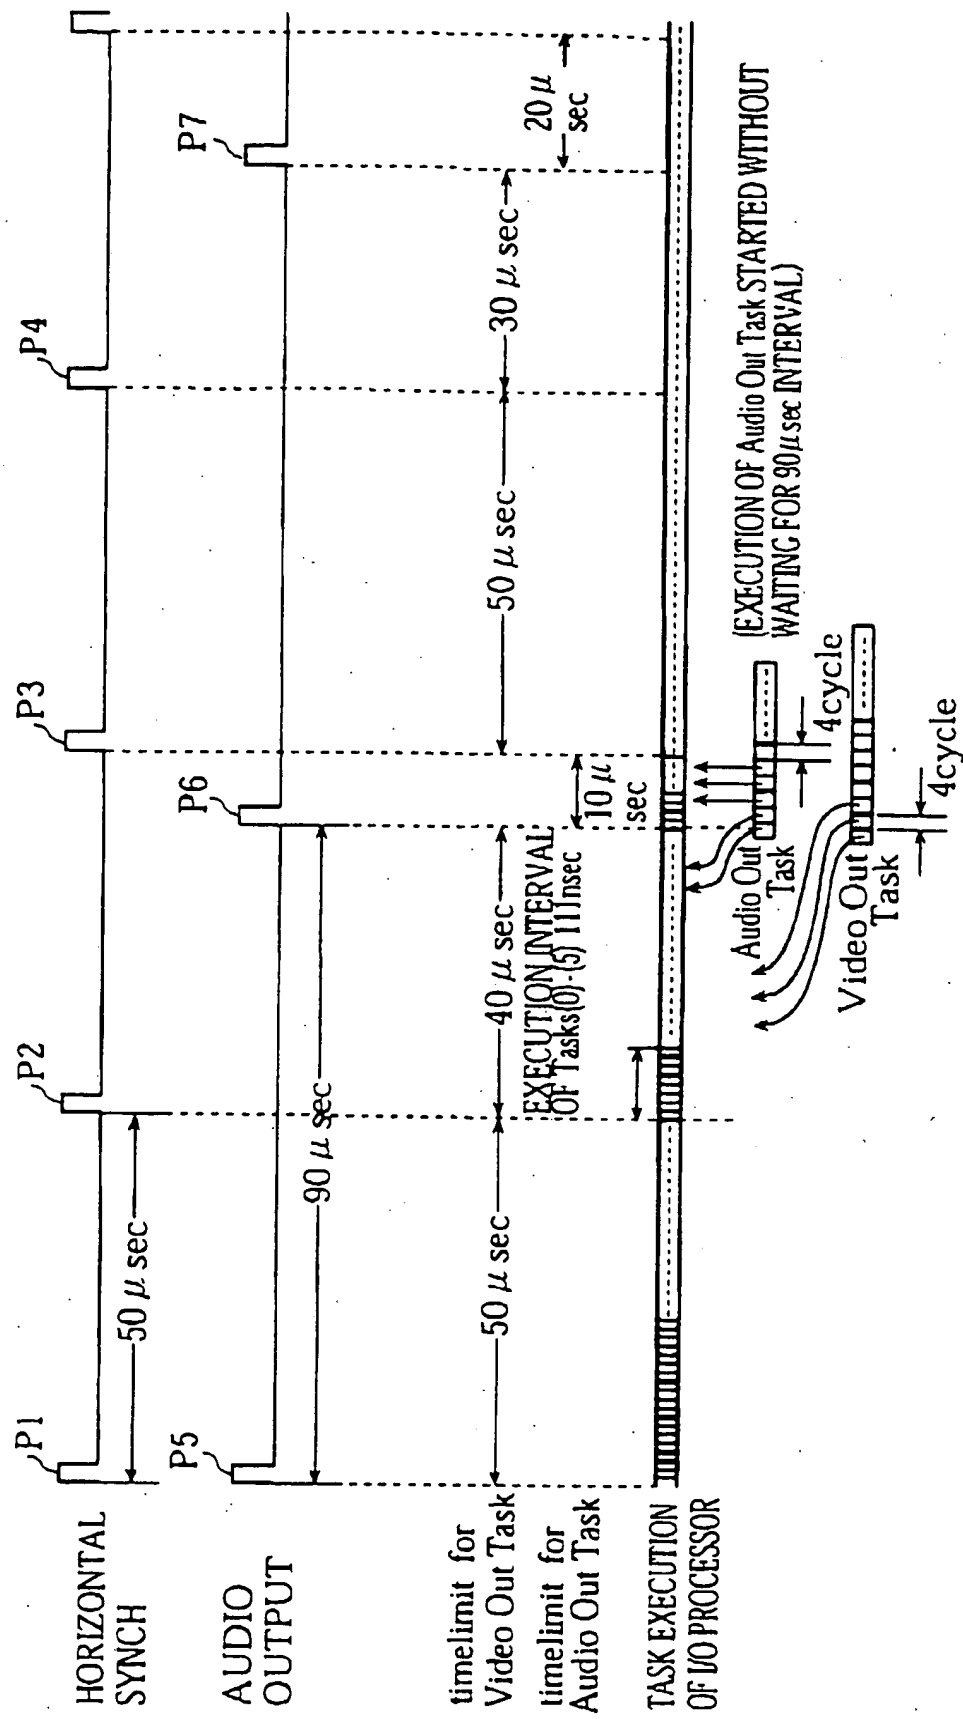 HORIZONTAL
SYNCH
P1
P2
P3
P4
50 μ sec
AUDIO
OUTPUT
P5
P6
P7
90 μ sec
timelimit for
Video Out Task
50 μ sec
40 μ sec
50 μ sec
30 μ sec
timelimit for
Audio Out Task
EXECUTION INTERVAL
OF Tasks(0)-(5) 111nsec
10 μ
sec
20 μ
sec
TASK EXECUTION
OF I/O PROCESSOR
Audio Out
Task
4cycle
(EXECUTION OF Audio Out Task STARTED WITHOUT
WAITING FOR 90μsec INTERVAL)
Video Out
Task
4cycle